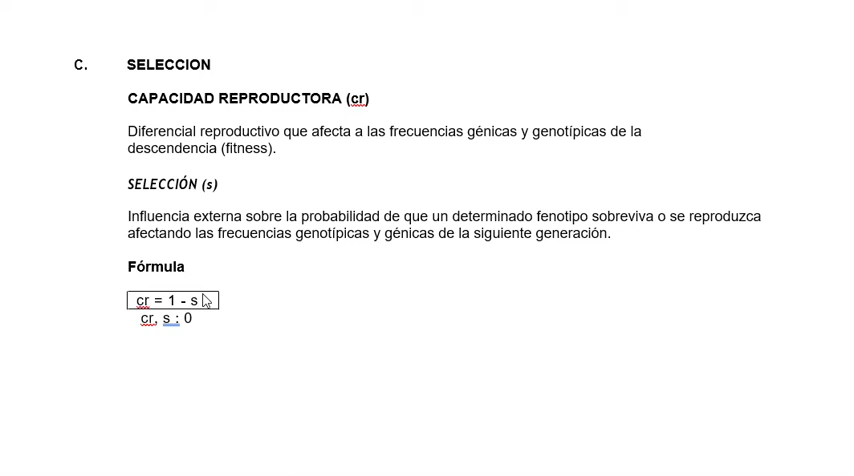 C. SELECCION
CAPACIDAD REPRODUCTORA (cr)
Diferencial reproductivo que afecta a las frecuencias génicas y genotípicas de la
descendencia (fitness).
SELECCIÓN (s)
Influencia externa sobre la probabilidad de que un determinado fenotipo sobreviva o se reproduzca
afectando las frecuencias genotípicas y génicas de la siguiente generación.
Fórmula
cr = 1 - s
cr, s : 0